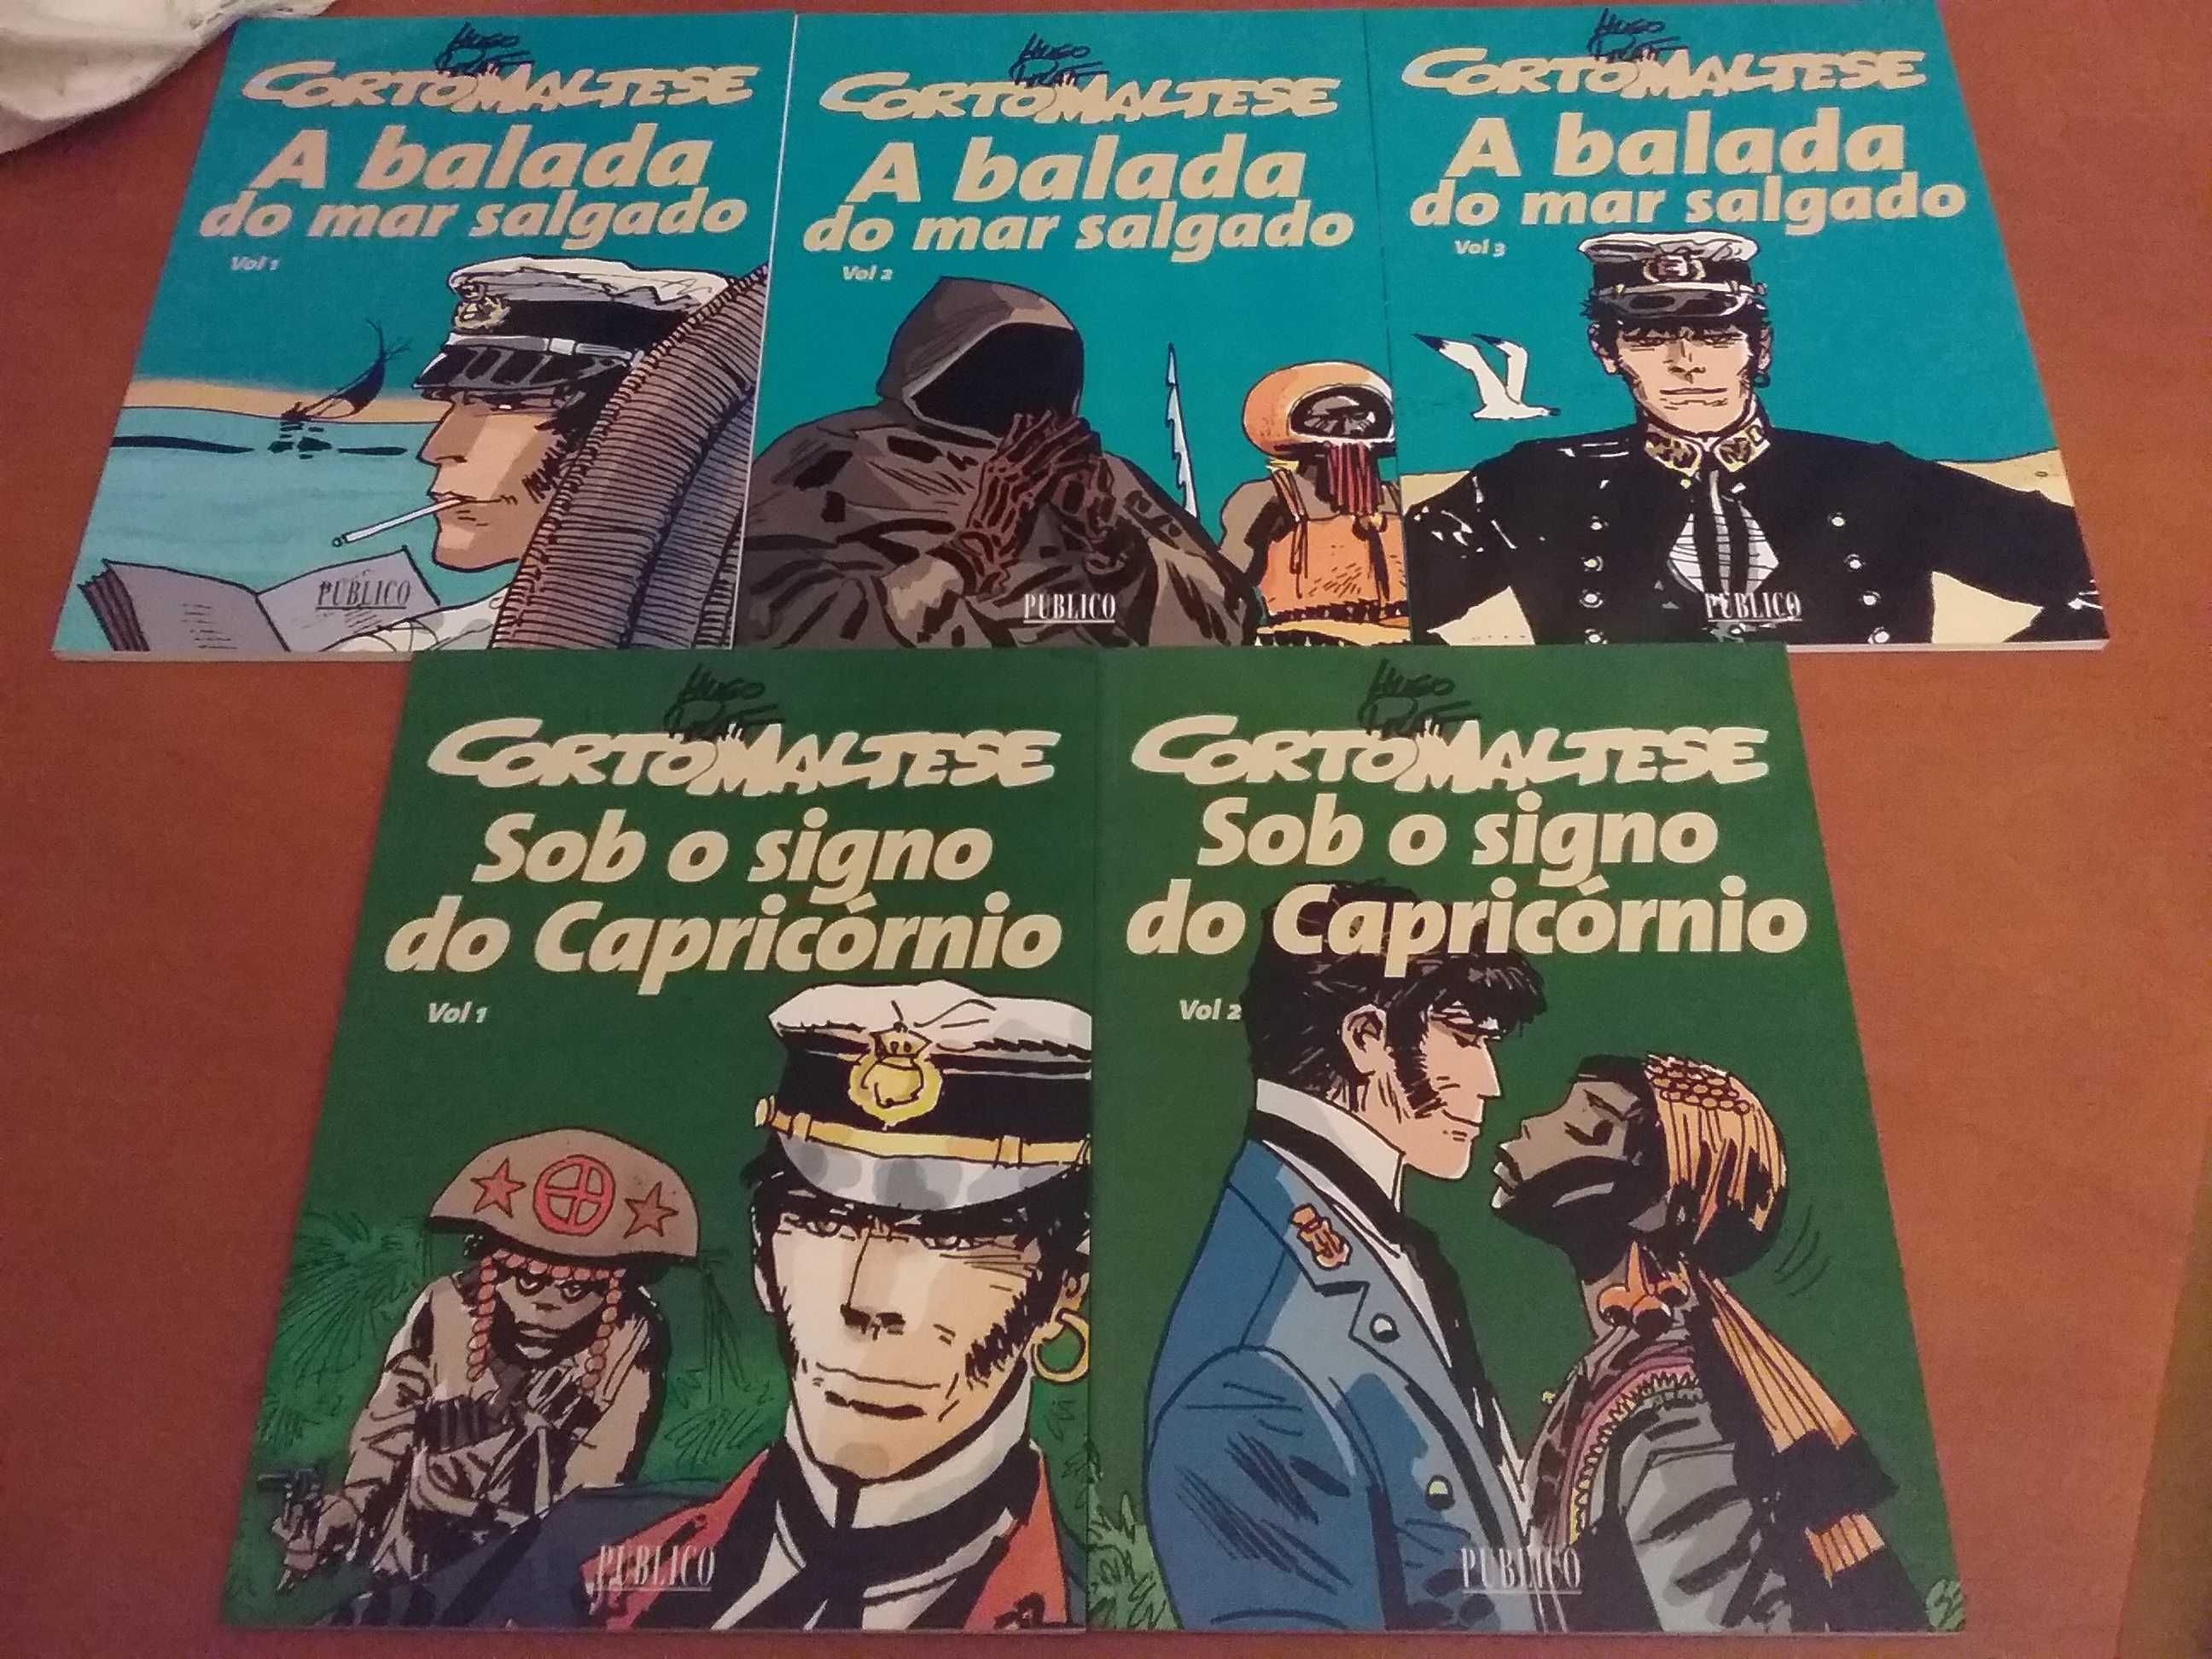 HUGO
PRATT
CORTO MALTESE
A balada
do mar salgado
Vol 1
PÚBLICO
HUGO
PRATT
CORTO MALTESE
A balada
do mar salgado
Vol 2
PÚBLICO
HUGO
PRATT
CORTO MALTESE
A balada
do mar salgado
Vol 3
PÚBLICO
HUGO
PRATT
CORTO MALTESE
Sob o signo
do Capricórnio
Vol 1
PÚBLICO
HUGO
PRATT
CORTO MALTESE
Sob o signo
do Capricórnio
Vol 2
PÚBLICO